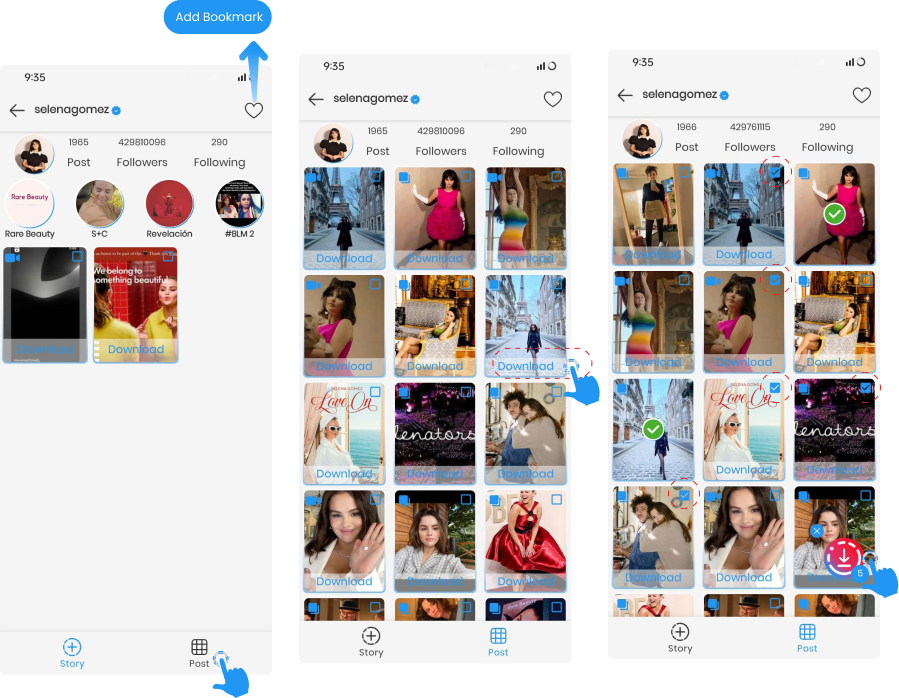 Add Bookmark
9:35
selenagomez
1965 429810096 290
Post Followers Following
Rare Beauty
Rare Beauty S+C Revelación #BLM 2
We belong to
something beautiful
Download Download
Story Post
9:35
selenagomez
1965 429810096 290
Post Followers Following
Download Download Download
Download Download Download
SELENA GOMEZ
Love On
lenators
Download Download Download
Download Download Download
Story Post
9:35
selenagomez
1966 429761115 290
Post Followers Following
Download Download
Download Download Download
SELENA GOMEZ
Love On
lenators
Download Download
Download Download Download
5
Story Post